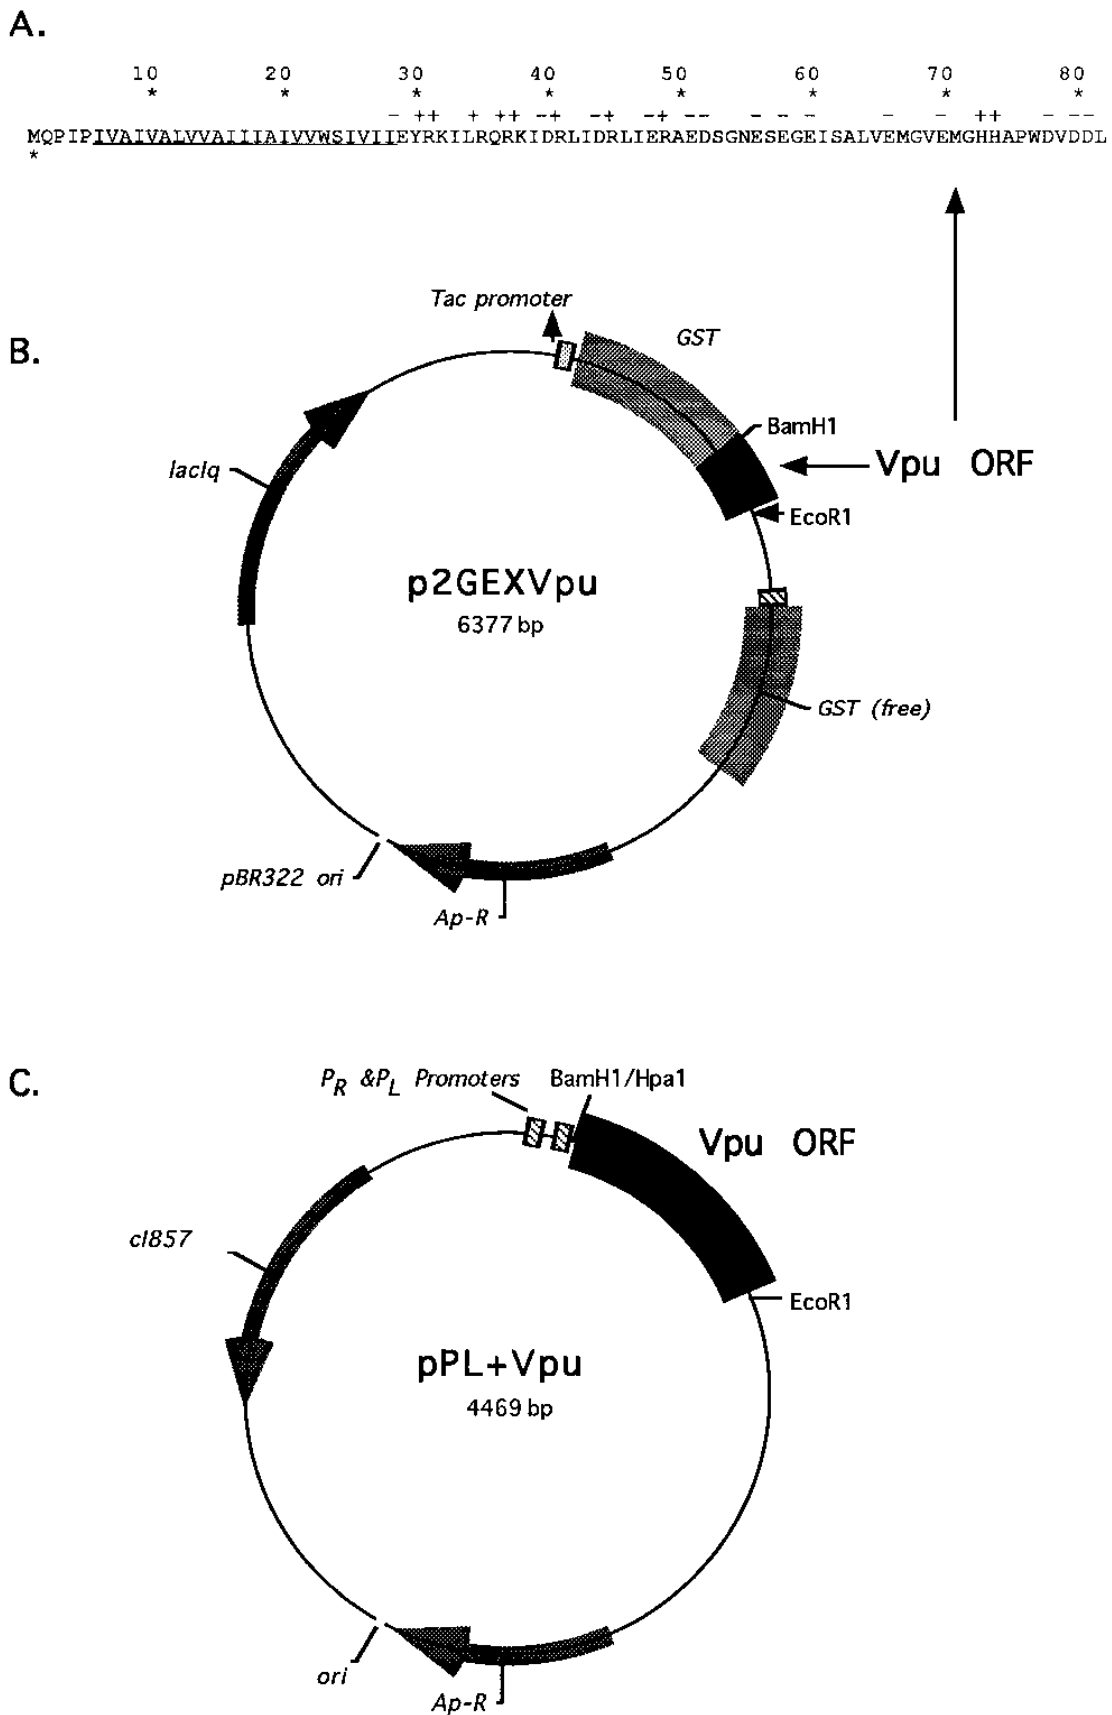 A.
10 20 30 40 50 60 70 80
* * * * * * * *
- ++ + ++ -+ -+ -+ -- - - - - - ++ - --
MQPIPIVAIVALVVAIIIAIVVWSIVIIEYRKILRQRKIDRLIDRLIERAEDSGNESEGEISALVEMGVEMGHHAPWDVDDL
*
B.
Tac promoter
GST
BamH1
Vpu ORF
EcoR1
lacIq
p2GEXVpu
6377 bp
GST (free)
pBR322 ori
Ap-R
C.
PR &PL Promoters
BamH1/Hpa1
Vpu ORF
cI857
EcoR1
pPL+Vpu
4469 bp
ori
Ap-R